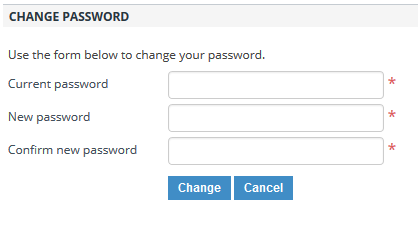 CHANGE PASSWORD
Use the form below to change your password.
Current password *
New password *
Confirm new password *
Change Cancel